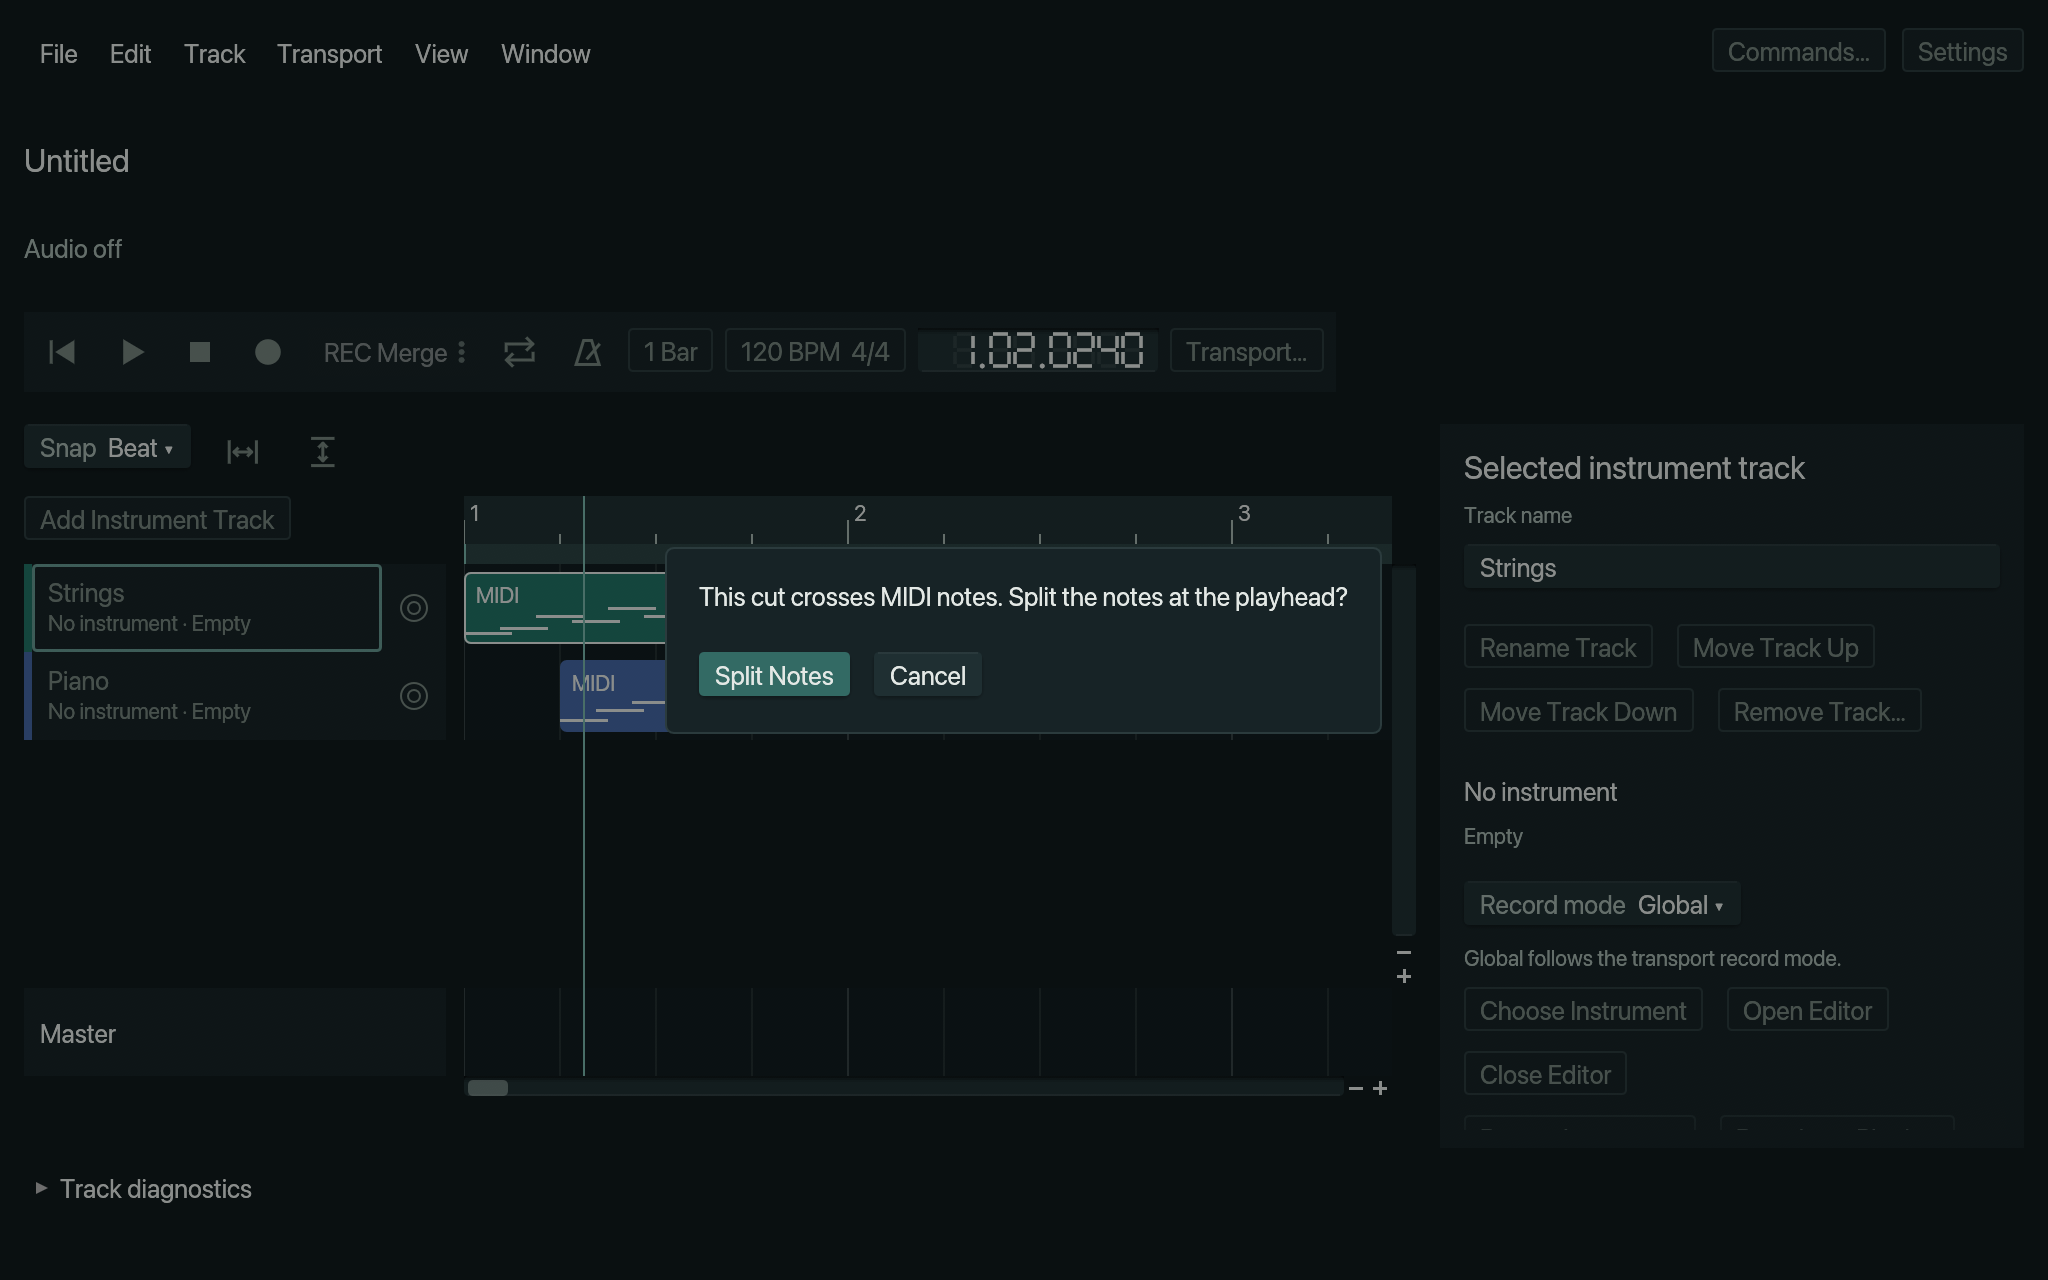 File Edit Track Transport View Window
Commands... Settings
Untitled
Audio off
REC Merge 1 Bar 120 BPM 4/4 1.02.0240 Transport...
Snap Beat
Add Instrument Track
1 2 3
Strings
No instrument · Empty
Piano
No instrument · Empty
MIDI
MIDI
This cut crosses MIDI notes. Split the notes at the playhead?
Split Notes Cancel
Master
Track diagnostics
Selected instrument track
Track name
Strings
Rename Track Move Track Up
Move Track Down Remove Track...
No instrument
Empty
Record mode Global
Global follows the transport record mode.
Choose Instrument Open Editor
Close Editor